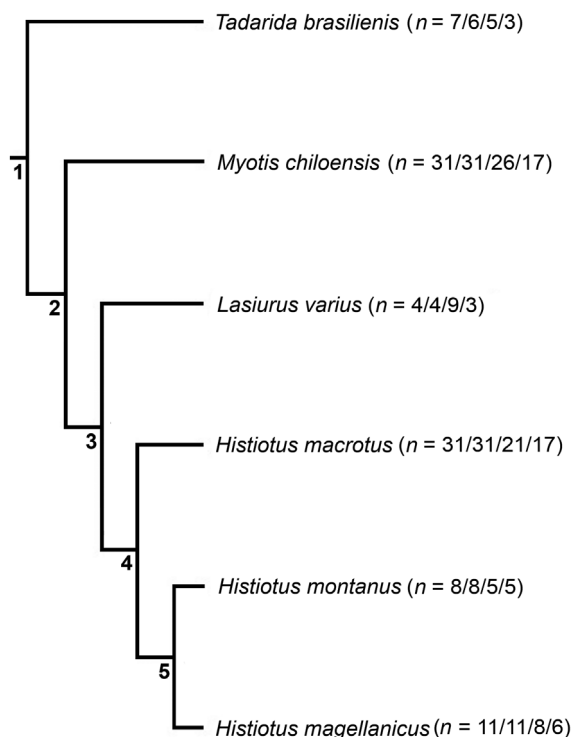 Tadarida brasilienis (n = 7/6/5/3)
1
Myotis chiloensis (n = 31/31/26/17)
2
Lasiurus varius (n = 4/4/9/3)
3
Histiotus macrotus (n = 31/31/21/17)
4
Histiotus montanus (n = 8/8/5/5)
5
Histiotus magellanicus (n = 11/11/8/6)